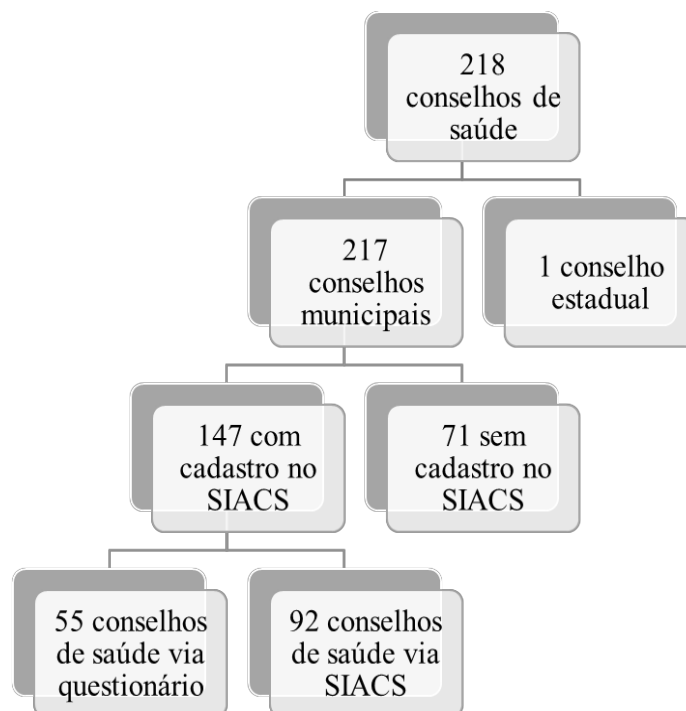 218
conselhos de
saúde
217
conselhos
municipais
1 conselho
estadual
147 com
cadastro no
SIACS
71 sem
cadastro no
SIACS
55 conselhos
de saúde via
questionário
92 conselhos
de saúde via
SIACS